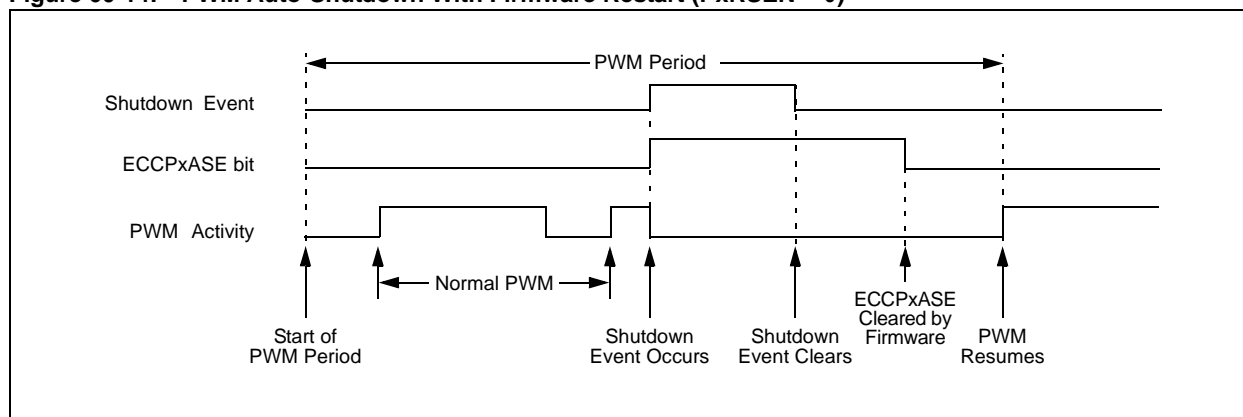 PWM Period
Shutdown Event
ECCPxASE bit
PWM Activity
Normal PWM
Start of
PWM Period
Shutdown
Event Occurs
Shutdown
Event Clears
ECCPxASE
Cleared by
Firmware
PWM
Resumes